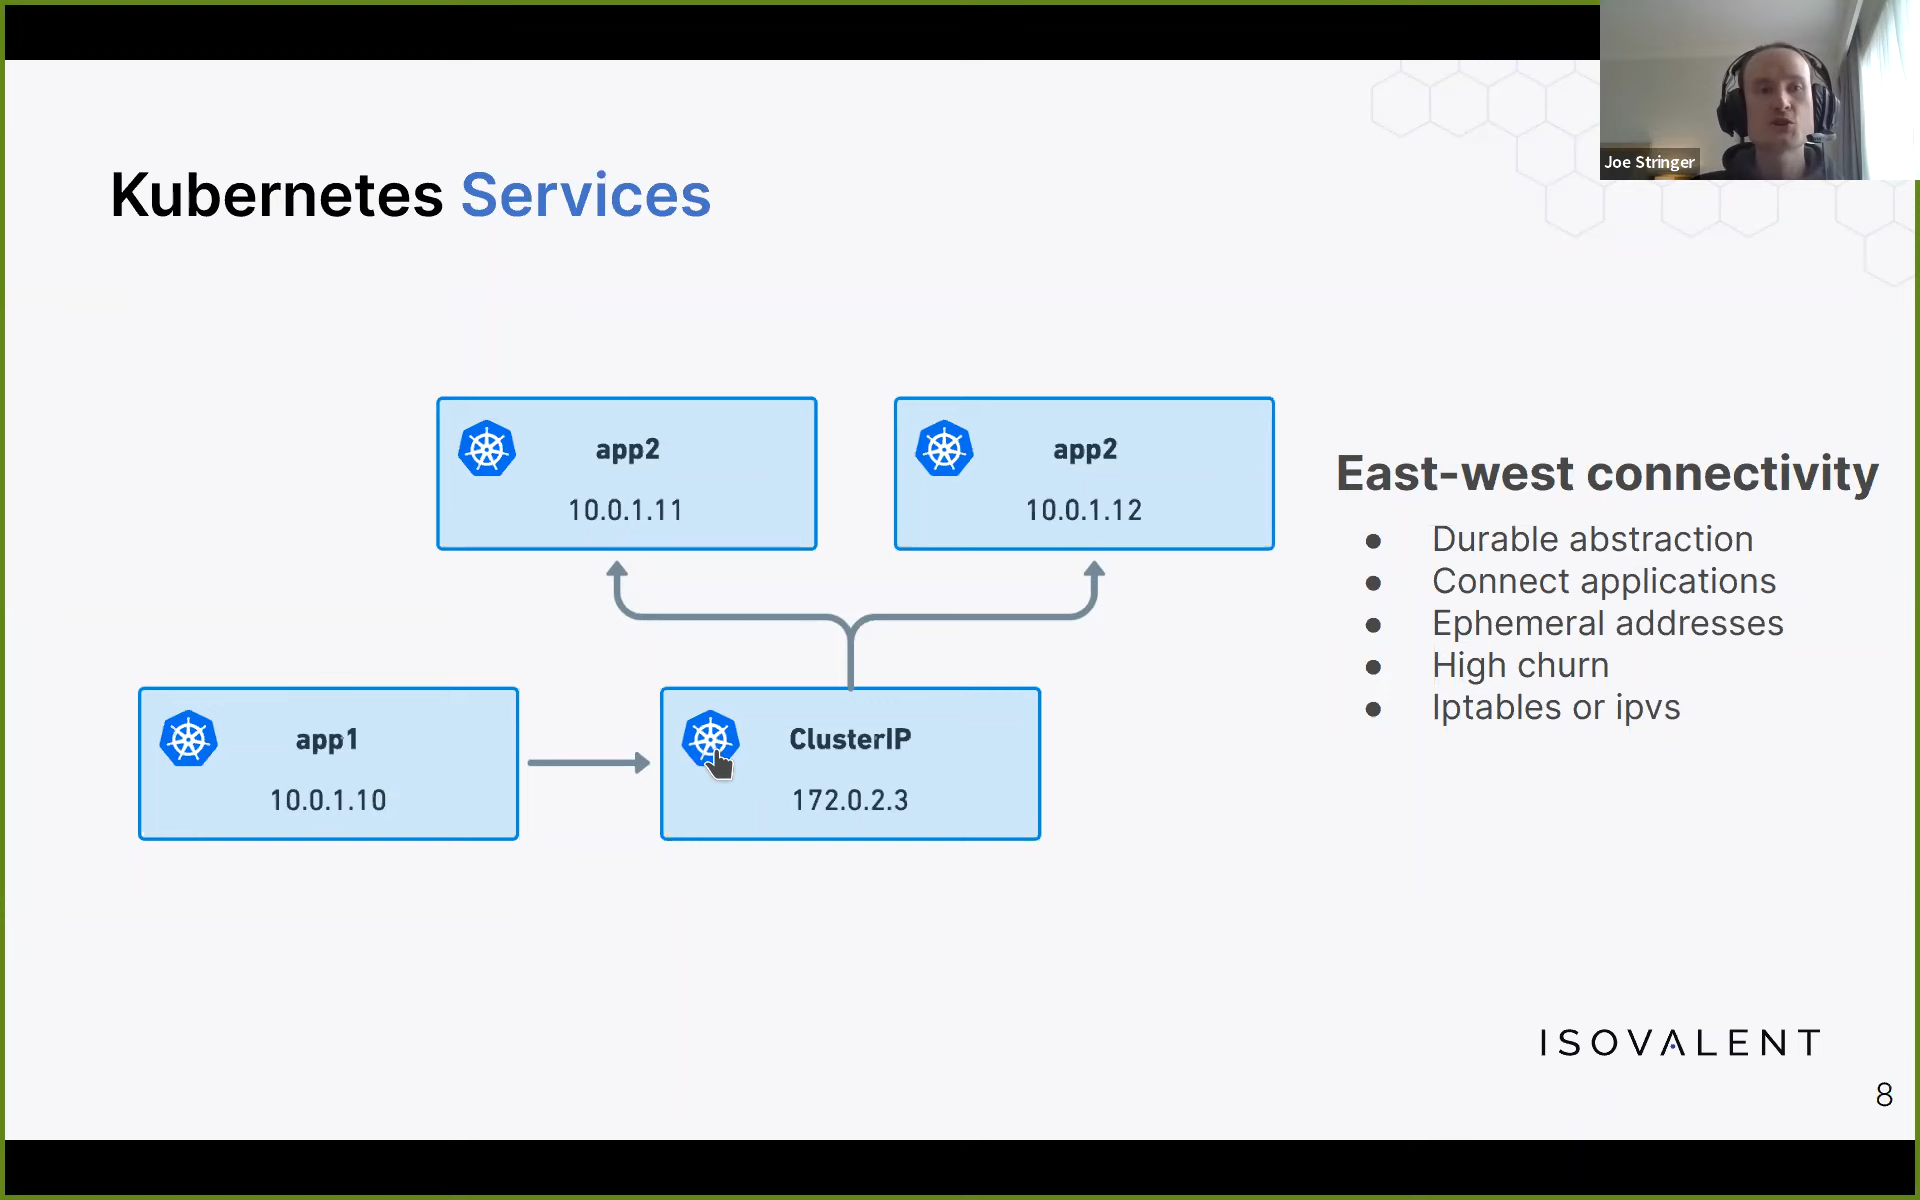 Joe Stringer
Kubernetes Services
app2
10.0.1.11
app2
10.0.1.12
app1
10.0.1.10
ClusterIP
172.0.2.3
East-west connectivity
● Durable abstraction
● Connect applications
● Ephemeral addresses
● High churn
● Iptables or ipvs
ISOVALENT
8